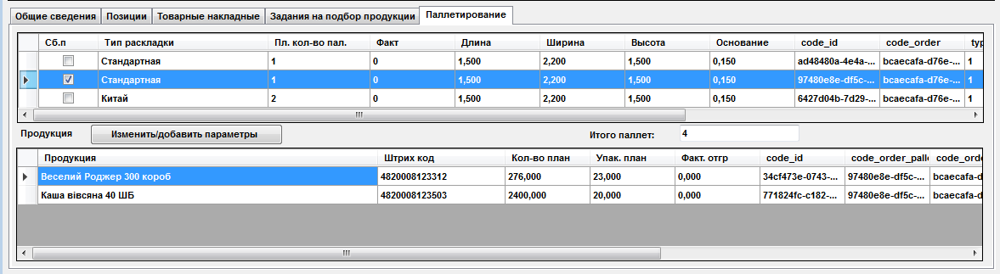 Общие сведения Позиции Товарные накладные Задания на подбор продукции Паллетирование
Сб.п Тип раскладки Пл. кол-во пал. Факт Длина Ширина Высота Основание code_id code_order typ
Стандартная 1 0 1,500 2,200 1,500 0,150 ad48480a-4e4a-... bcaecafa-d76e-... 1
Стандартная 1 0 1,500 2,200 1,500 0,150 97480e8e-df5c-... bcaecafa-d76e-... 1
Китай 2 0 1,500 2,200 1,500 0,150 6427d04b-7d29-... bcaecafa-d76e-... 1
Продукция Изменить/добавить параметры Итого паллет: 4
Продукция Штрих код Кол-во план Упак. план Факт. отгр code_id code_order_palle code_orde
Веселий Роджер 300 короб 4820008123312 276,000 23,000 0,000 34cf473e-0743-... 97480e8e-df5c-... bcaecafa-d
Каша вівсяна 40 ШБ 4820008123503 2400,000 20,000 0,000 771824fc-c182-... 97480e8e-df5c-... bcaecafa-d